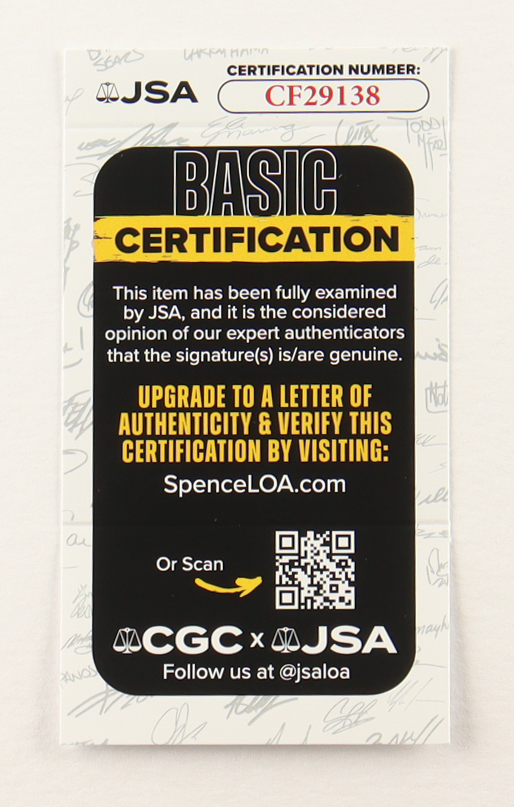 CERTIFICATION NUMBER:
JSA
CF29138
BASIC
CERTIFICATION
This item has been fully examined
by JSA, and it is the considered
opinion of our expert authenticators
that the signature(s) is/are genuine.
UPGRADE TO A LETTER OF
AUTHENTICITY & VERIFY THIS
CERTIFICATION BY VISITING:
SpenceLOA.com
Or Scan
CGC x JSA
Follow us at @jsaloa